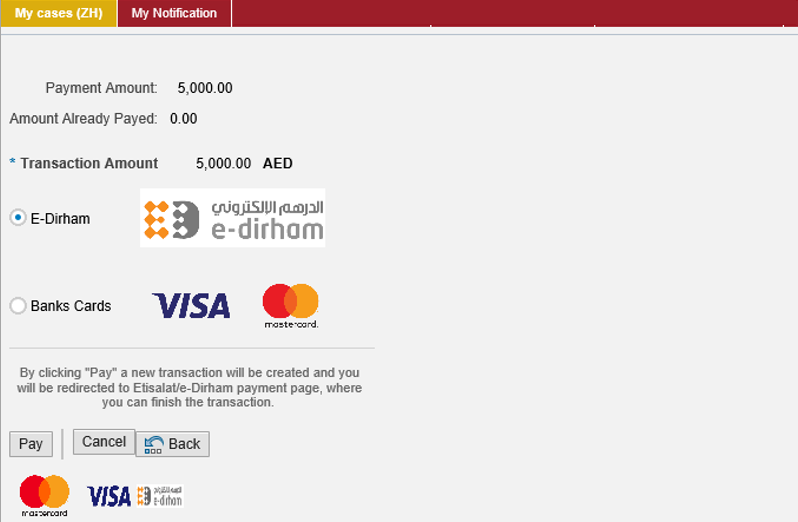 My cases (ZH) My Notification
Payment Amount: 5,000.00
Amount Already Payed: 0.00
* Transaction Amount 5,000.00 AED
E-Dirham
الدرهم الإلكتروني
e-dirham
Banks Cards VISA
mastercard.
By clicking "Pay" a new transaction will be created and you
will be redirected to Etisalat/e-Dirham payment page, where
you can finish the transaction.
Pay Cancel Back
mastercard VISA الدرهم الإلكتروني
e-dirham